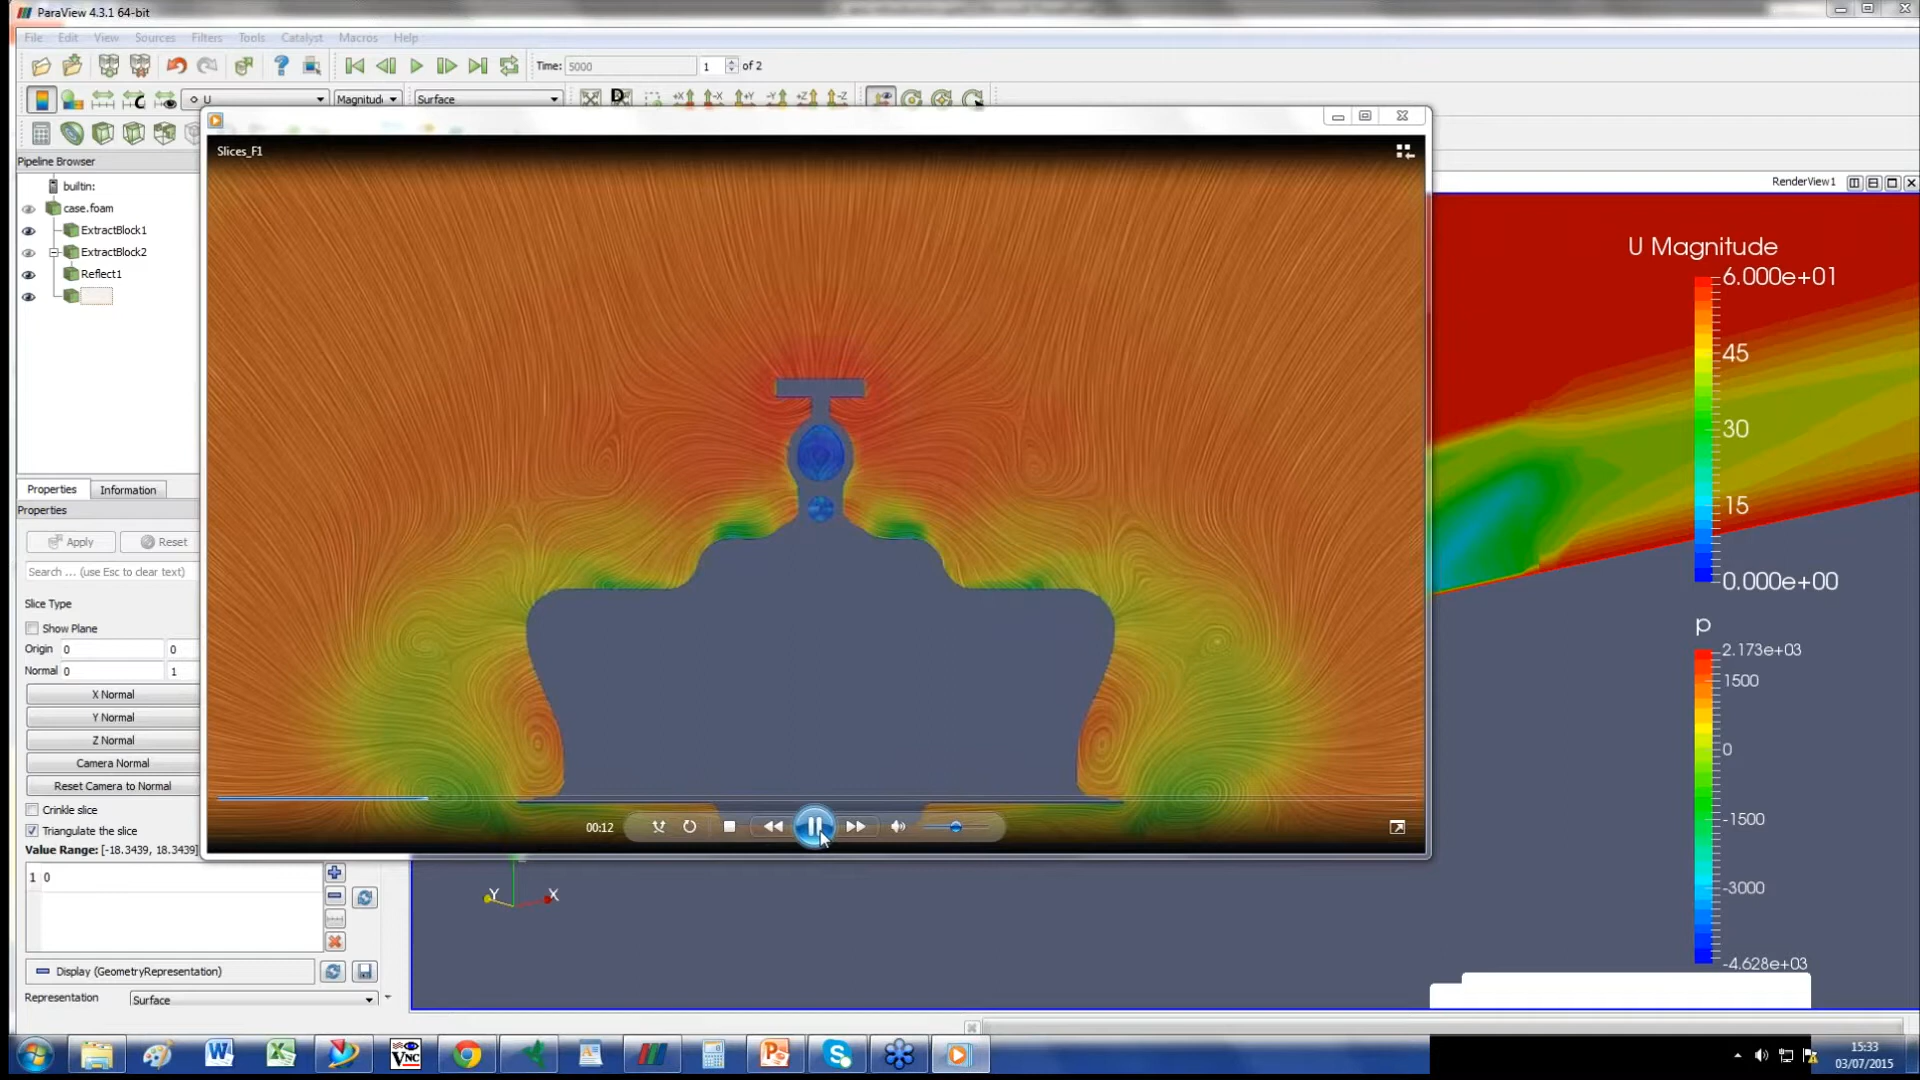 ParaView 4.3.1 64-bit
File Edit View Sources Filters Tools Catalyst Macros Help
Time: 5000 1 of 2
U Magnitud Surface
Slices_F1
Pipeline Browser
builtin:
case.foam
ExtractBlock1
ExtractBlock2
Reflect1
RenderView1
U Magnitude
6.000e+01
45
30
15
0.000e+00
p
2.173e+03
1500
0
-1500
-3000
-4.628e+03
Properties Information
Properties
Apply Reset
Search ... (use Esc to clear text)
Slice Type
Show Plane
Origin 0 0
Normal 0 1
X Normal
Y Normal
Z Normal
Camera Normal
Reset Camera to Normal
Crinkle slice
Triangulate the slice
Value Range: [-18.3439, 18.3439]
1 0
00:12
Y X
Display (GeometryRepresentation)
Representation Surface
15:33
03/07/2015